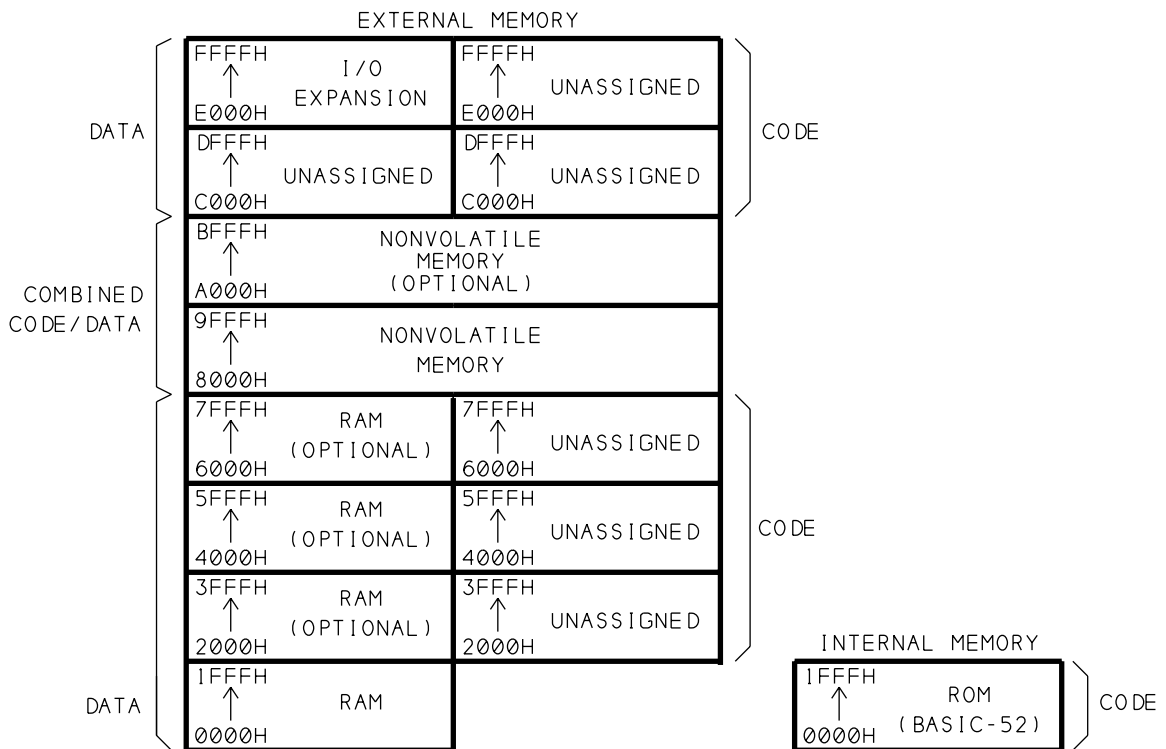 EXTERNAL MEMORY
FFFFH
I/O
EXPANSION
E000H
FFFFH
UNASSIGNED
E000H
DATA
CODE
DFFFH
UNASSIGNED
C000H
DFFFH
UNASSIGNED
C000H
BFFFH
NONVOLATILE
MEMORY
(OPTIONAL)
A000H
COMBINED
CODE/DATA
9FFFH
NONVOLATILE
MEMORY
8000H
7FFFH
RAM
(OPTIONAL)
6000H
7FFFH
UNASSIGNED
6000H
5FFFH
RAM
(OPTIONAL)
4000H
5FFFH
UNASSIGNED
4000H
CODE
3FFFH
RAM
(OPTIONAL)
2000H
3FFFH
UNASSIGNED
2000H
DATA
1FFFH
RAM
0000H
INTERNAL MEMORY
1FFFH
ROM
(BASIC-52)
0000H
CODE